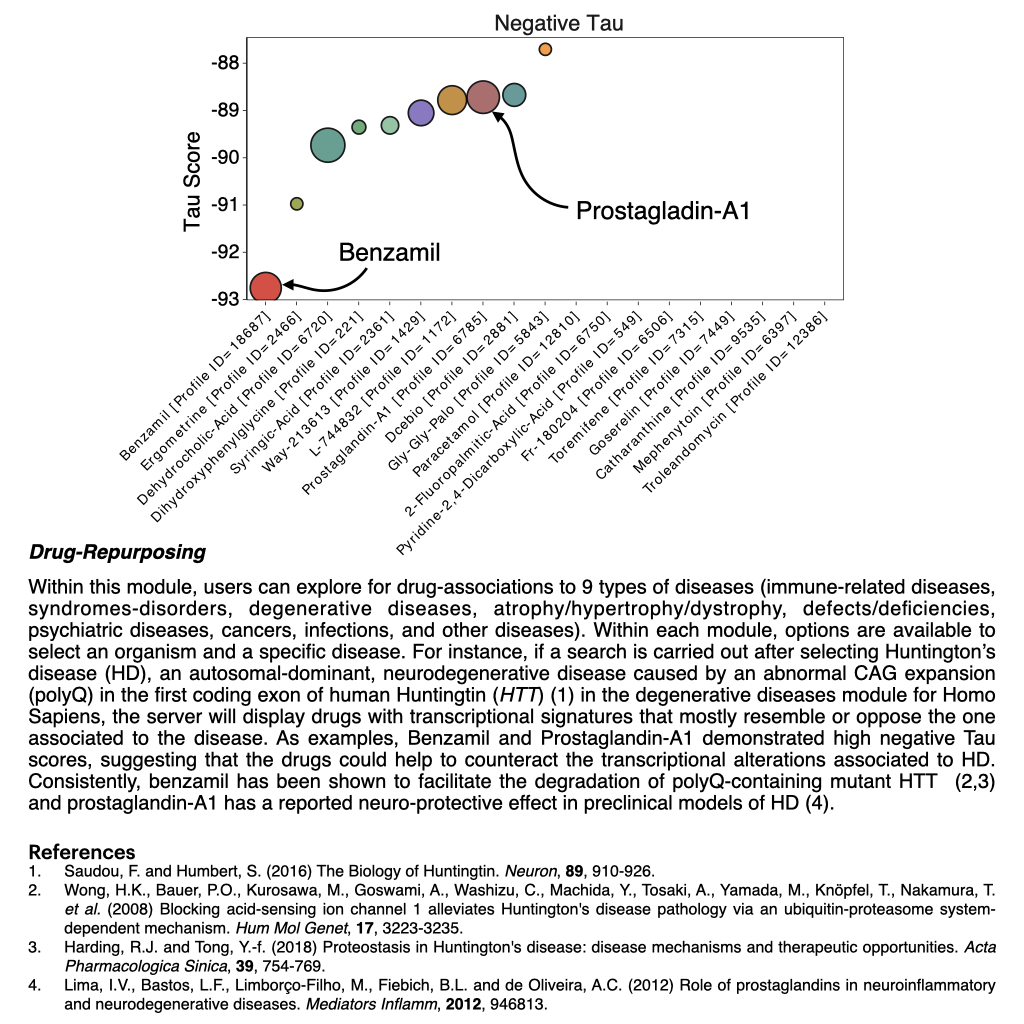 Negative Tau
-88
-89
-90
-91
-92
-93
Tau Score
Prostagladin-A1
Benzamil
Benzamil [Profile ID= 18687]
Ergometrine [Profile ID= 2466]
Dehydrocholic-Acid [Profile ID= 6720]
Dihydroxyphenylglycine [Profile ID= 221]
Syringic-Acid [Profile ID= 2361]
Way-213613 [Profile ID= 1429]
L-744832 [Profile ID= 1172]
Prostaglandin-A1 [Profile ID= 6785]
Dcebio [Profile ID= 2881]
Gly-Gly-Palo [Profile ID= 5843]
Paracetamol [Profile ID= 12810]
2-Fluoropalmitic-Acid [Profile ID= 6750]
Pyridine-2,4-Dicarboxylic-Acid [Profile ID= 549]
Fr-180204 [Profile ID= 6506]
Toremifene [Profile ID= 7315]
Goserelin [Profile ID= 7449]
Catharanthine [Profile ID= 9535]
Mephenytoin [Profile ID= 6397]
Troleandomycin [Profile ID= 12386]
Drug-Repurposing
Within this module, users can explore for drug-associations to 9 types of diseases (immune-related diseases,
syndromes-disorders, degenerative diseases, atrophy/hypertrophy/dystrophy, defects/deficiencies,
psychiatric diseases, cancers, infections, and other diseases). Within each module, options are available to
select an organism and a specific disease. For instance, if a search is carried out after selecting Huntington's
disease (HD), an autosomal-dominant, neurodegenerative disease caused by an abnormal CAG expansion
(polyQ) in the first coding exon of human Huntingtin (HTT) (1) in the degenerative diseases module for Homo
Sapiens, the server will display drugs with transcriptional signatures that mostly resemble or oppose the one
associated to the disease. As examples, Benzamil and Prostaglandin-A1 demonstrated high negative Tau
scores, suggesting that the drugs could help to counteract the transcriptional alterations associated to HD.
Consistently, benzamil has been shown to facilitate the degradation of polyQ-containing mutant HTT (2,3)
and prostaglandin-A1 has a reported neuro-protective effect in preclinical models of HD (4).
References
1. Saudou, F. and Humbert, S. (2016) The Biology of Huntingtin. Neuron, 89, 910-926.
2. Wong, H.K., Bauer, P.O., Kurosawa, M., Goswami, A., Washizu, C., Machida, Y., Tosaki, A., Yamada, M., Knöpfel, T., Nakamura, T.
et al. (2008) Blocking acid-sensing ion channel 1 alleviates Huntington's disease pathology via an ubiquitin-proteasome system-
dependent mechanism. Hum Mol Genet, 17, 3223-3235.
3. Harding, R.J. and Tong, Y.-f. (2018) Proteostasis in Huntington's disease: disease mechanisms and therapeutic opportunities. Acta
Pharmacologica Sinica, 39, 754-769.
4. Lima, I.V., Bastos, L.F., Limborço-Filho, M., Fiebich, B.L. and de Oliveira, A.C. (2012) Role of prostaglandins in neuroinflammatory
and neurodegenerative diseases. Mediators Inflamm, 2012, 946813.